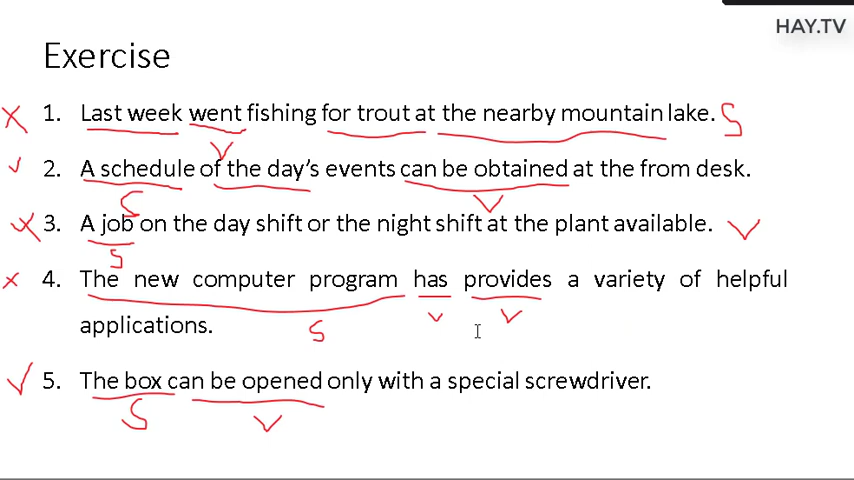 HAY.TV
Exercise
X 1. Last week went fishing for trout at the nearby mountain lake. S
V
✓ 2. A schedule of the day's events can be obtained at the from desk.
S V
X 3. A job on the day shift or the night shift at the plant available. V
S
X 4. The new computer program has provides a variety of helpful
applications.
S V V
✓ 5. The box can be opened only with a special screwdriver.
S V